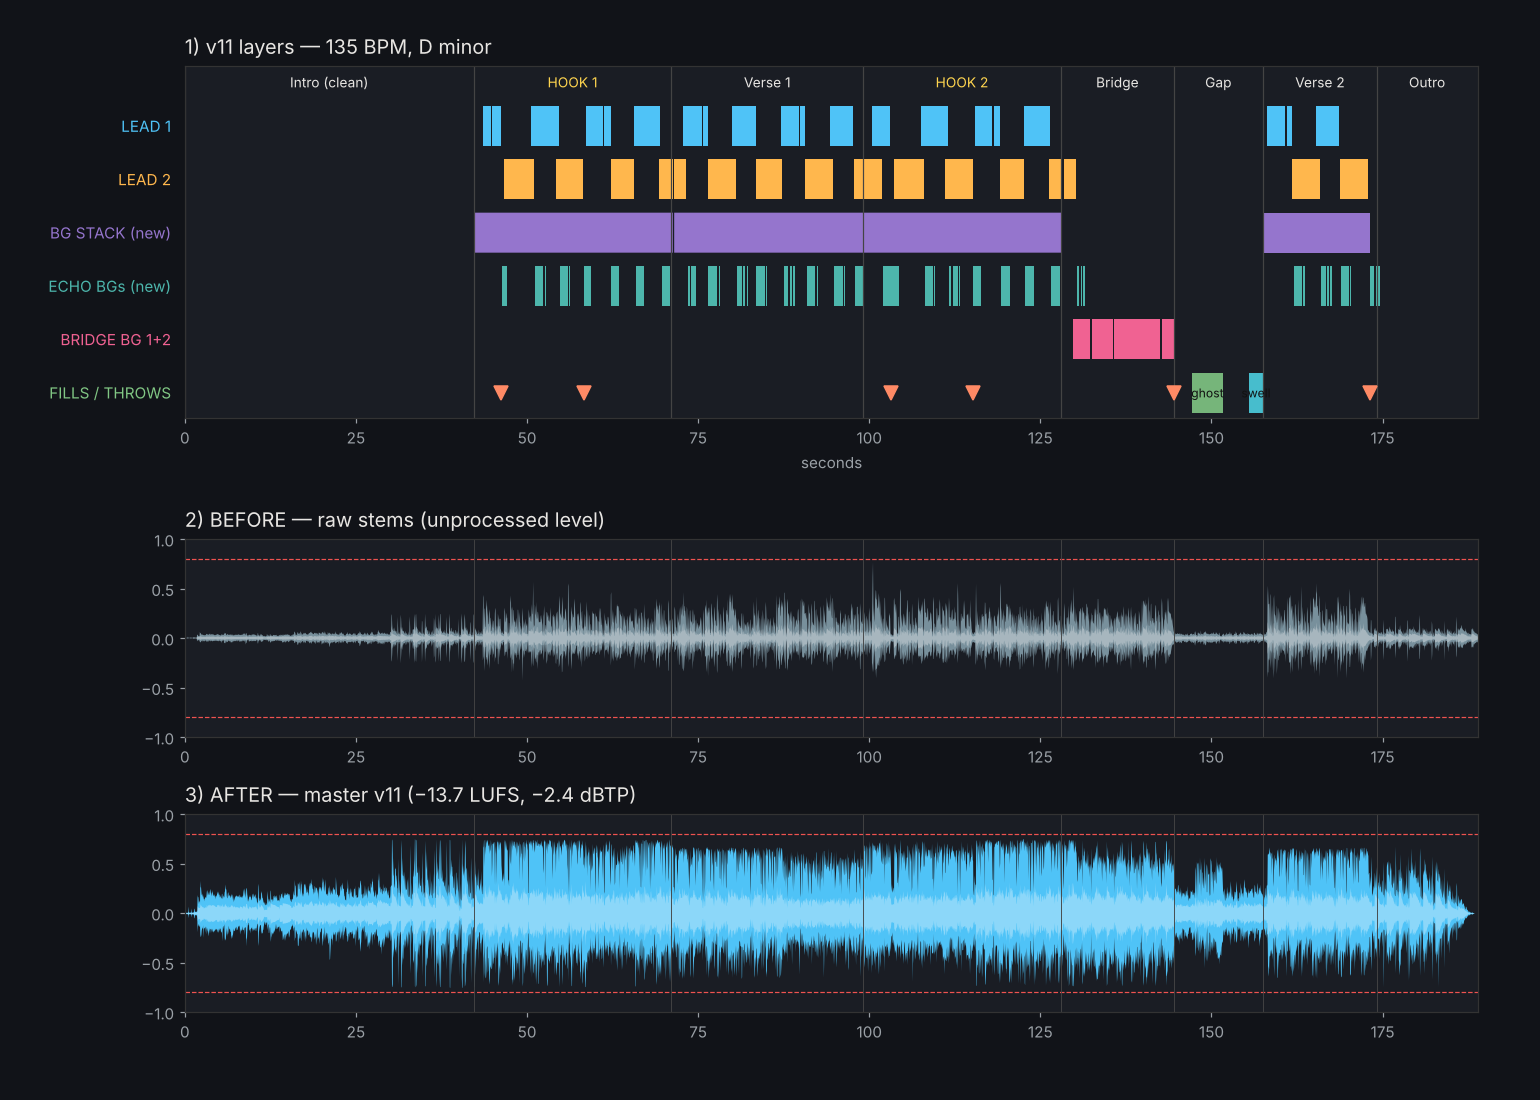 1) v11 layers — 135 BPM, D minor
Intro (clean)
HOOK 1
Verse 1
HOOK 2
Bridge
Gap
Verse 2
Outro
LEAD 1
LEAD 2
BG STACK (new)
ECHO BGs (new)
BRIDGE BG 1+2
FILLS / THROWS
ghost
swell
0 25 50 75 100 125 150 175
seconds
2) BEFORE — raw stems (unprocessed level)
1.0
0.5
0.0
−0.5
−1.0
0 25 50 75 100 125 150 175
3) AFTER — master v11 (−13.7 LUFS, −2.4 dBTP)
1.0
0.5
0.0
−0.5
−1.0
0 25 50 75 100 125 150 175